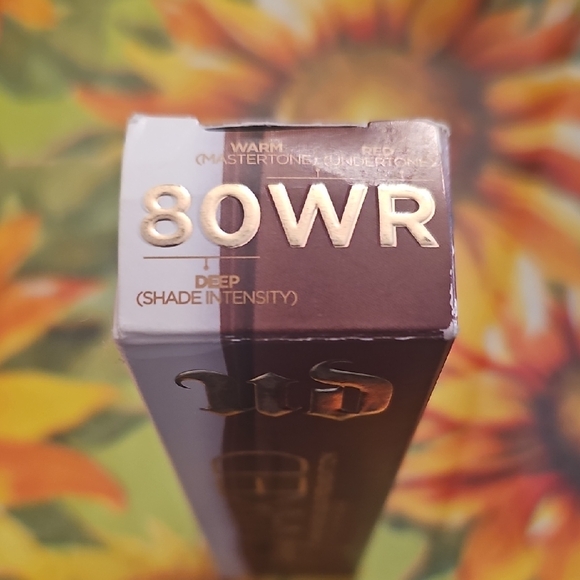 WARM RED
(MASTERTONE) (UNDERTONE)
80WR
DEEP
(SHADE INTENSITY)
UD